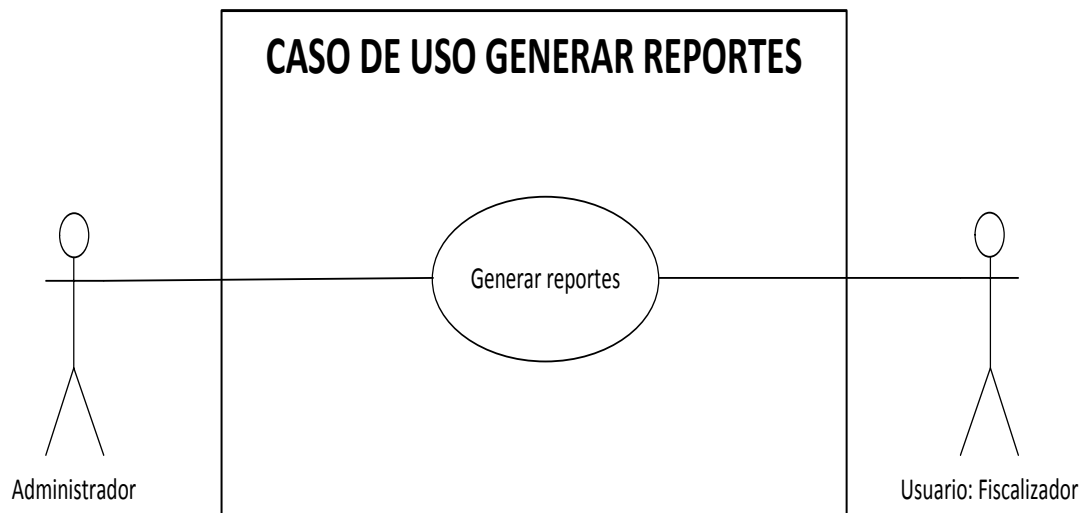 CASO DE USO GENERAR REPORTES
Generar reportes
Administrador
Usuario: Fiscalizador